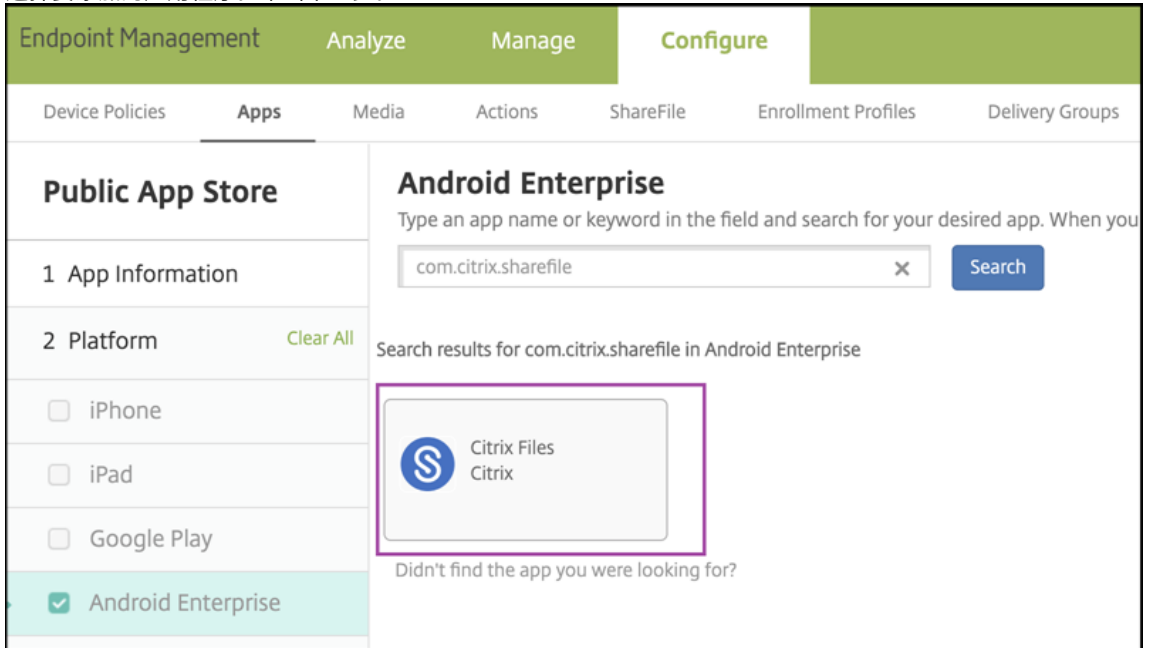 Endpoint Management Analyze Manage Configure
Device Policies Apps Media Actions ShareFile Enrollment Profiles Delivery Groups
Public App Store
1 App Information
2 Platform Clear All
iPhone
iPad
Google Play
Android Enterprise
Android Enterprise
Type an app name or keyword in the field and search for your desired app. When you
com.citrix.sharefile × Search
Search results for com.citrix.sharefile in Android Enterprise
Citrix Files
Citrix
Didn't find the app you were looking for?